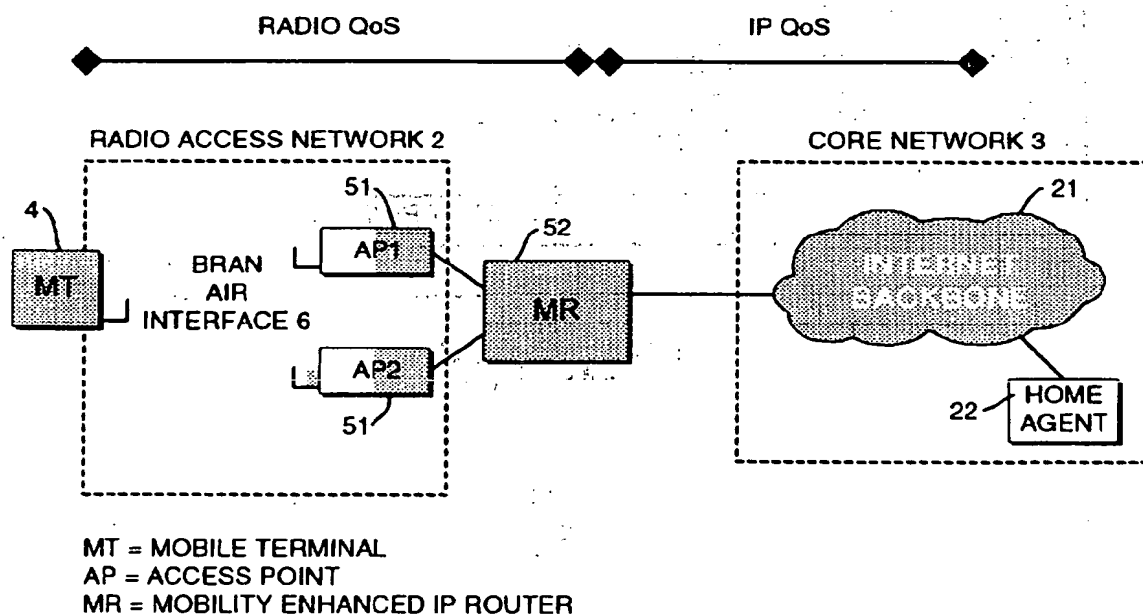 RADIO QoS
IP QoS
RADIO ACCESS NETWORK 2
CORE NETWORK 3
51
21
4
52
AP1
MT
BRAN
AIR
INTERFACE 6
MR
INTERNET
BACKBONE
AP2
51
22
HOME
AGENT
MT = MOBILE TERMINAL
AP = ACCESS POINT
MR = MOBILITY ENHANCED IP ROUTER